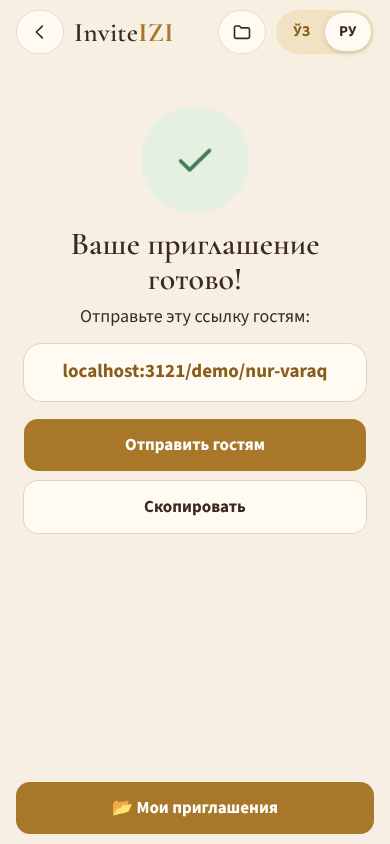 InviteIZI
ЎЗ
РУ
Ваше приглашение
готово!
Отправьте эту ссылку гостям:
localhost:3121/demo/nur-varaq
Отправить гостям
Скопировать
📂 Мои приглашения